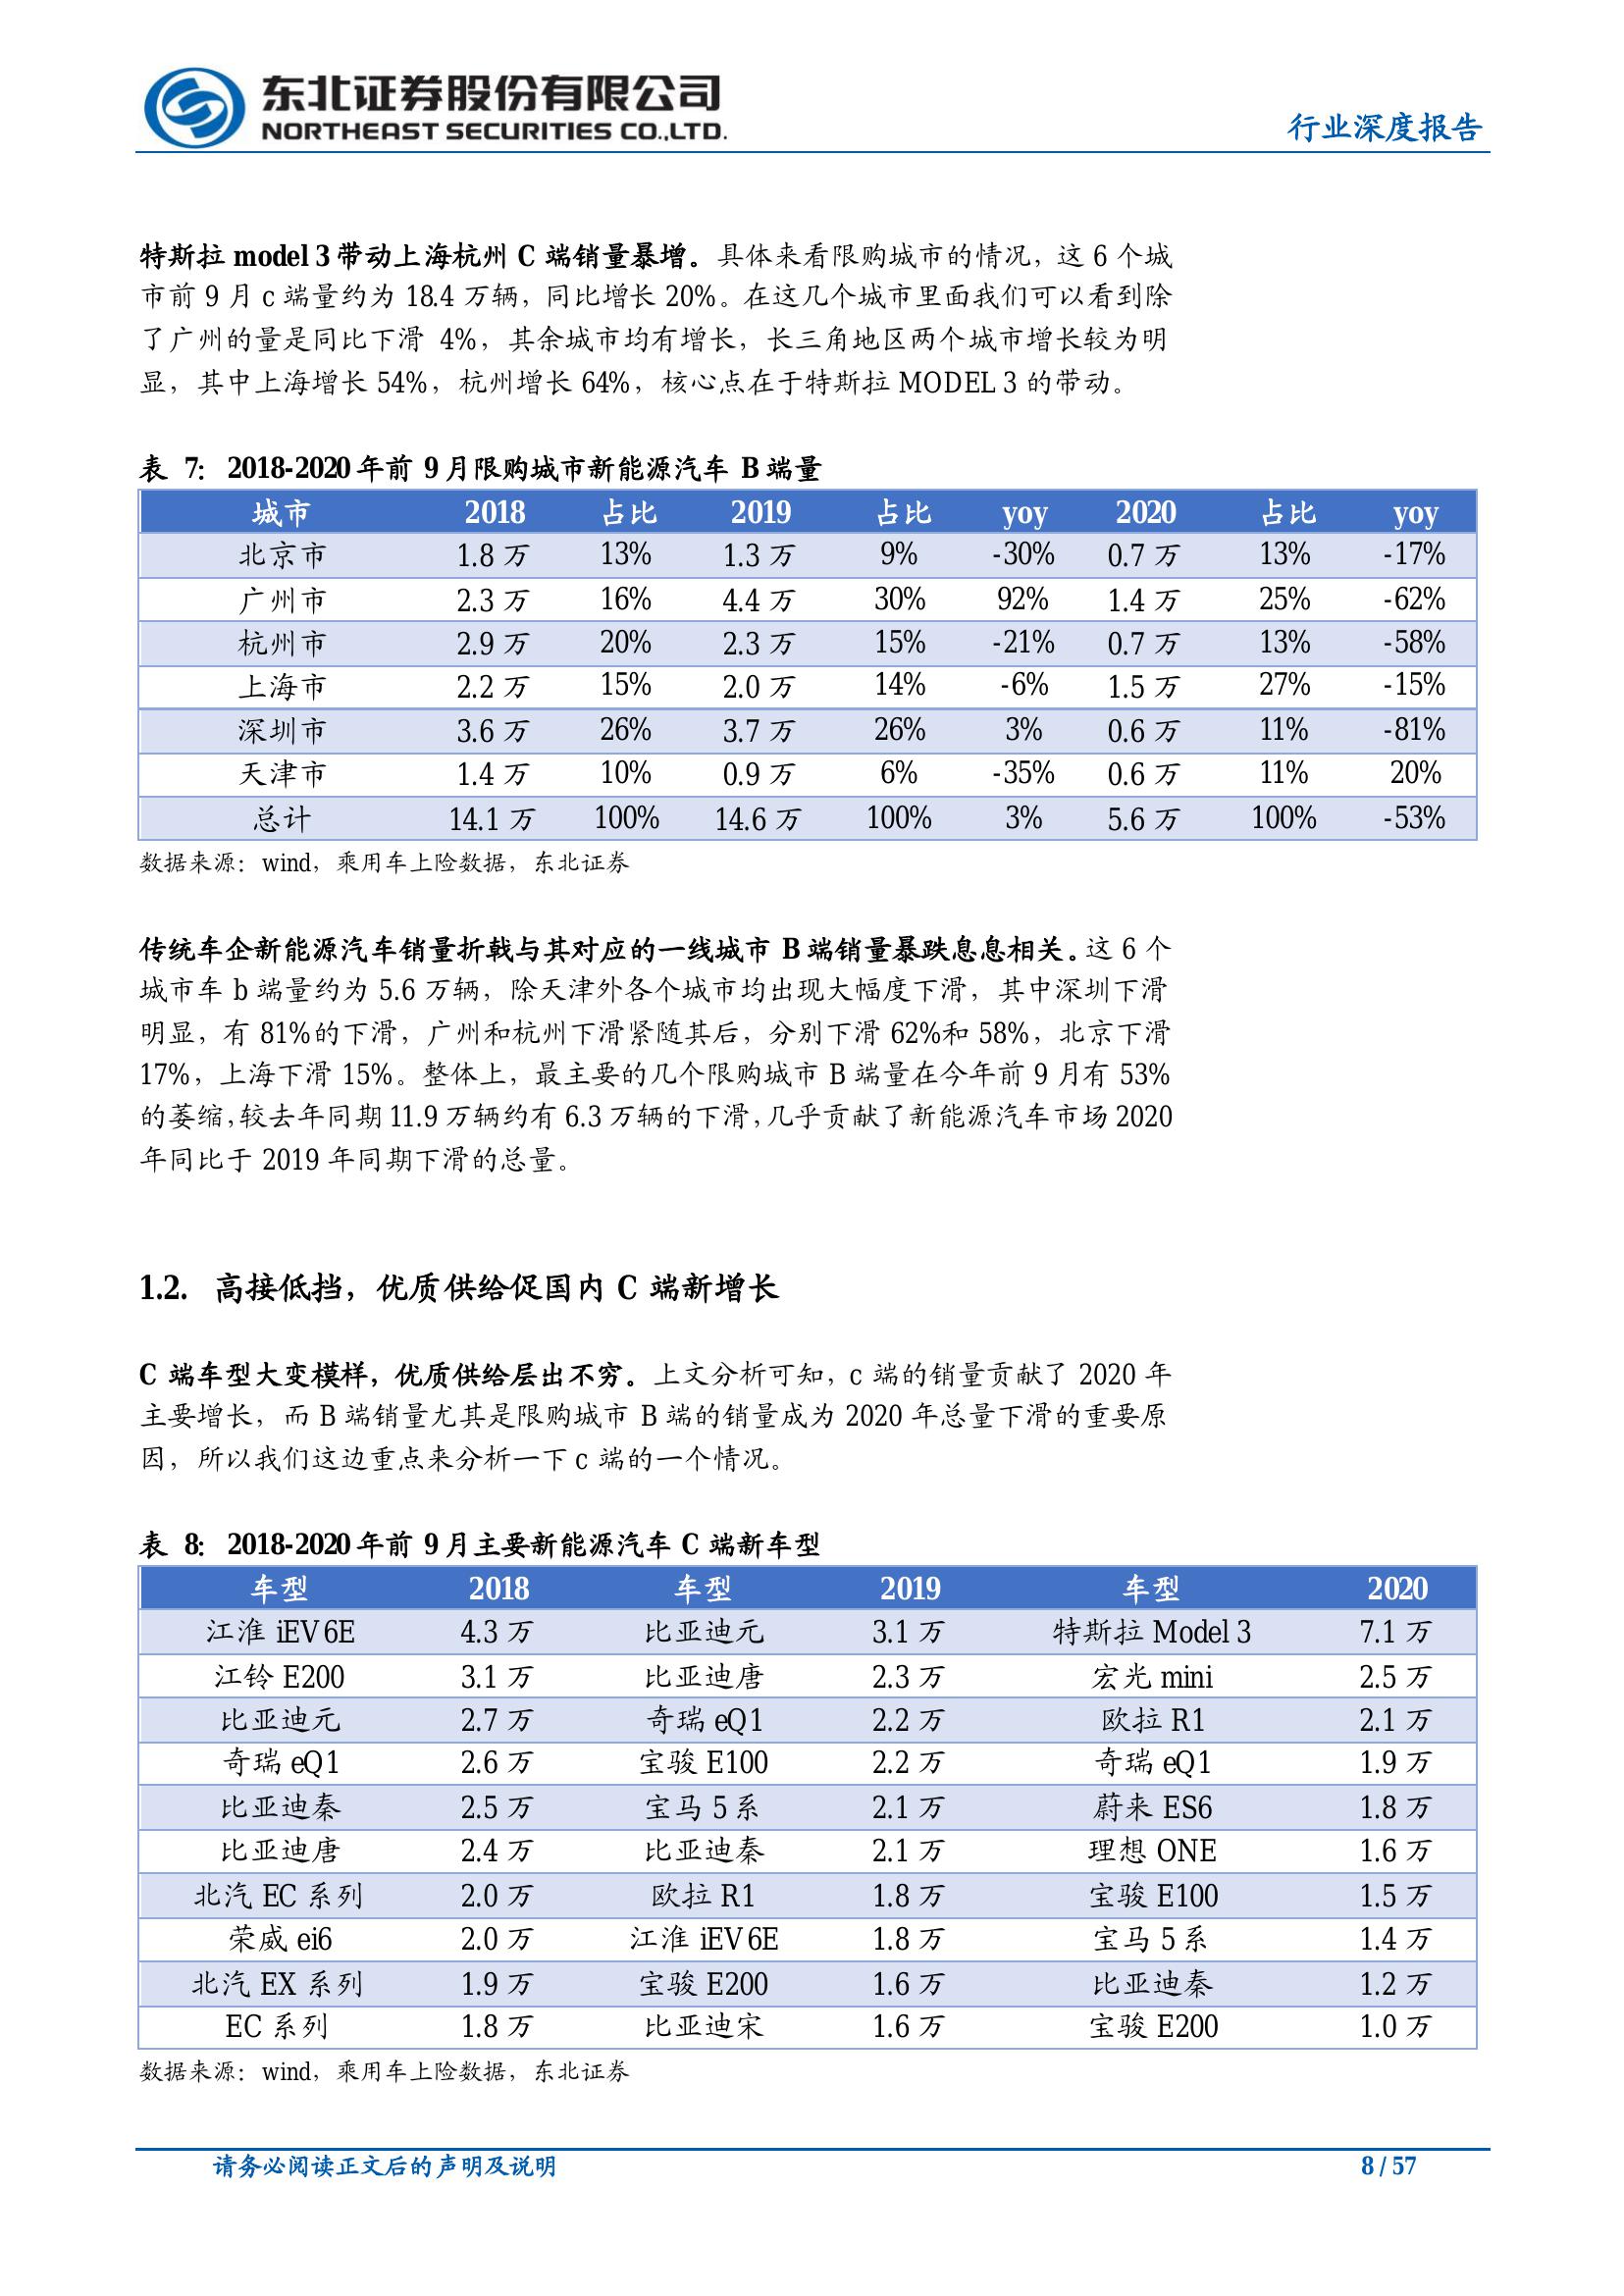 东北证券股份有限公司
NORTHEAST SECURITIES CO.,LTD.
行业深度报告
特斯拉 model 3 带动上海杭州 C 端销量暴增。具体来看限购城市的情况，这 6 个城
市前 9 月 c 端量约为 18.4 万辆，同比增长 20%。在这几个城市里面我们可以看到除
了广州的量是同比下滑 4%，其余城市均有增长，长三角地区两个城市增长较为明
显，其中上海增长 54%，杭州增长 64%，核心点在于特斯拉 MODEL 3 的带动。
表 7： 2018-2020 年前 9 月限购城市新能源汽车 B 端量
城市 2018 占比 2019 占比 yoy 2020 占比 yoy
北京市 1.8 万 13% 1.3 万 9% -30% 0.7 万 13% -17%
广州市 2.3 万 16% 4.4 万 30% 92% 1.4 万 25% -62%
杭州市 2.9 万 20% 2.3 万 15% -21% 0.7 万 13% -58%
上海市 2.2 万 15% 2.0 万 14% -6% 1.5 万 27% -15%
深圳市 3.6 万 26% 3.7 万 26% 3% 0.6 万 11% -81%
天津市 1.4 万 10% 0.9 万 6% -35% 0.6 万 11% 20%
总计 14.1 万 100% 14.6 万 100% 3% 5.6 万 100% -53%
数据来源：wind，乘用车上险数据，东北证券
传统车企新能源汽车销量折戟与其对应的一线城市 B 端销量暴跌息息相关。这 6 个
城市车 b 端量约为 5.6 万辆，除天津外各个城市均出现大幅度下滑，其中深圳下滑
明显，有 81%的下滑，广州和杭州下滑紧随其后，分别下滑 62%和 58%，北京下滑
17%，上海下滑 15%。整体上，最主要的几个限购城市 B 端量在今年前 9 月有 53%
的萎缩，较去年同期 11.9 万辆约有 6.3 万辆的下滑，几乎贡献了新能源汽车市场 2020
年同比于 2019 年同期下滑的总量。
1.2. 高接低挡，优质供给促国内 C 端新增长
C 端车型大变模样，优质供给层出不穷。上文分析可知，c 端的销量贡献了 2020 年
主要增长，而 B 端销量尤其是限购城市 B 端的销量成为 2020 年总量下滑的重要原
因，所以我们这边重点来分析一下 c 端的一个情况。
表 8： 2018-2020 年前 9 月主要新能源汽车 C 端新车型
车型 2018 车型 2019 车型 2020
江淮 iEV6E 4.3 万 比亚迪元 3.1 万 特斯拉 Model 3 7.1 万
江铃 E200 3.1 万 比亚迪唐 2.3 万 宏光 mini 2.5 万
比亚迪元 2.7 万 奇瑞 eQ1 2.2 万 欧拉 R1 2.1 万
奇瑞 eQ1 2.6 万 宝骏 E100 2.2 万 奇瑞 eQ1 1.9 万
比亚迪秦 2.5 万 宝马 5 系 2.1 万 蔚来 ES6 1.8 万
比亚迪唐 2.4 万 比亚迪秦 2.1 万 理想 ONE 1.6 万
北汽 EC 系列 2.0 万 欧拉 R1 1.8 万 宝骏 E100 1.5 万
荣威 ei6 2.0 万 江淮 iEV6E 1.8 万 宝马 5 系 1.4 万
北汽 EX 系列 1.9 万 宝骏 E200 1.6 万 比亚迪秦 1.2 万
EC 系列 1.8 万 比亚迪宋 1.6 万 宝骏 E200 1.0 万
数据来源：wind，乘用车上险数据，东北证券
请务必阅读正文后的声明及说明
8 / 57